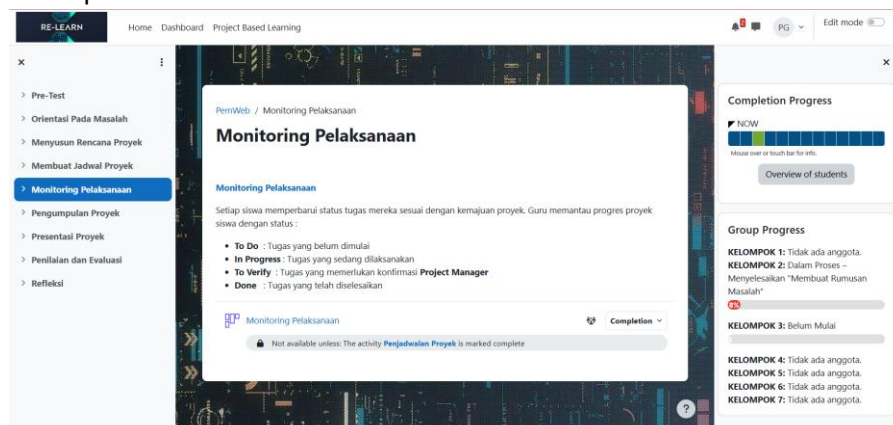 RE-LEARN
Home Dashboard Project Based Learning
2
PG
Edit mode
Pre-Test
Orientasi Pada Masalah
Menyusun Rencana Proyek
Membuat Jadwal Proyek
Monitoring Pelaksanaan
Pengumpulan Proyek
Presentasi Proyek
Penilaian dan Evaluasi
Refleksi
PemWeb / Monitoring Pelaksanaan
Monitoring Pelaksanaan
Monitoring Pelaksanaan
Setiap siswa memperbarui status tugas mereka sesuai dengan kemajuan proyek. Guru memantau progres proyek
siswa dengan status :
• To Do : Tugas yang belum dimulai
• In Progress : Tugas yang sedang dilaksanakan
• To Verify : Tugas yang memerlukan konfirmasi Project Manager
• Done : Tugas yang telah diselesaikan
Monitoring Pelaksanaan
Completion
Not available unless: The activity Penjadwalan Proyek is marked complete
Completion Progress
NOW
Mouse over or touch bar for info.
Overview of students
Group Progress
KELOMPOK 1: Tidak ada anggota.
KELOMPOK 2: Dalam Proses –
Menyelesaikan "Membuat Rumusan
Masalah"
8%
KELOMPOK 3: Belum Mulai
KELOMPOK 4: Tidak ada anggota.
KELOMPOK 5: Tidak ada anggota.
KELOMPOK 6: Tidak ada anggota.
KELOMPOK 7: Tidak ada anggota.
?